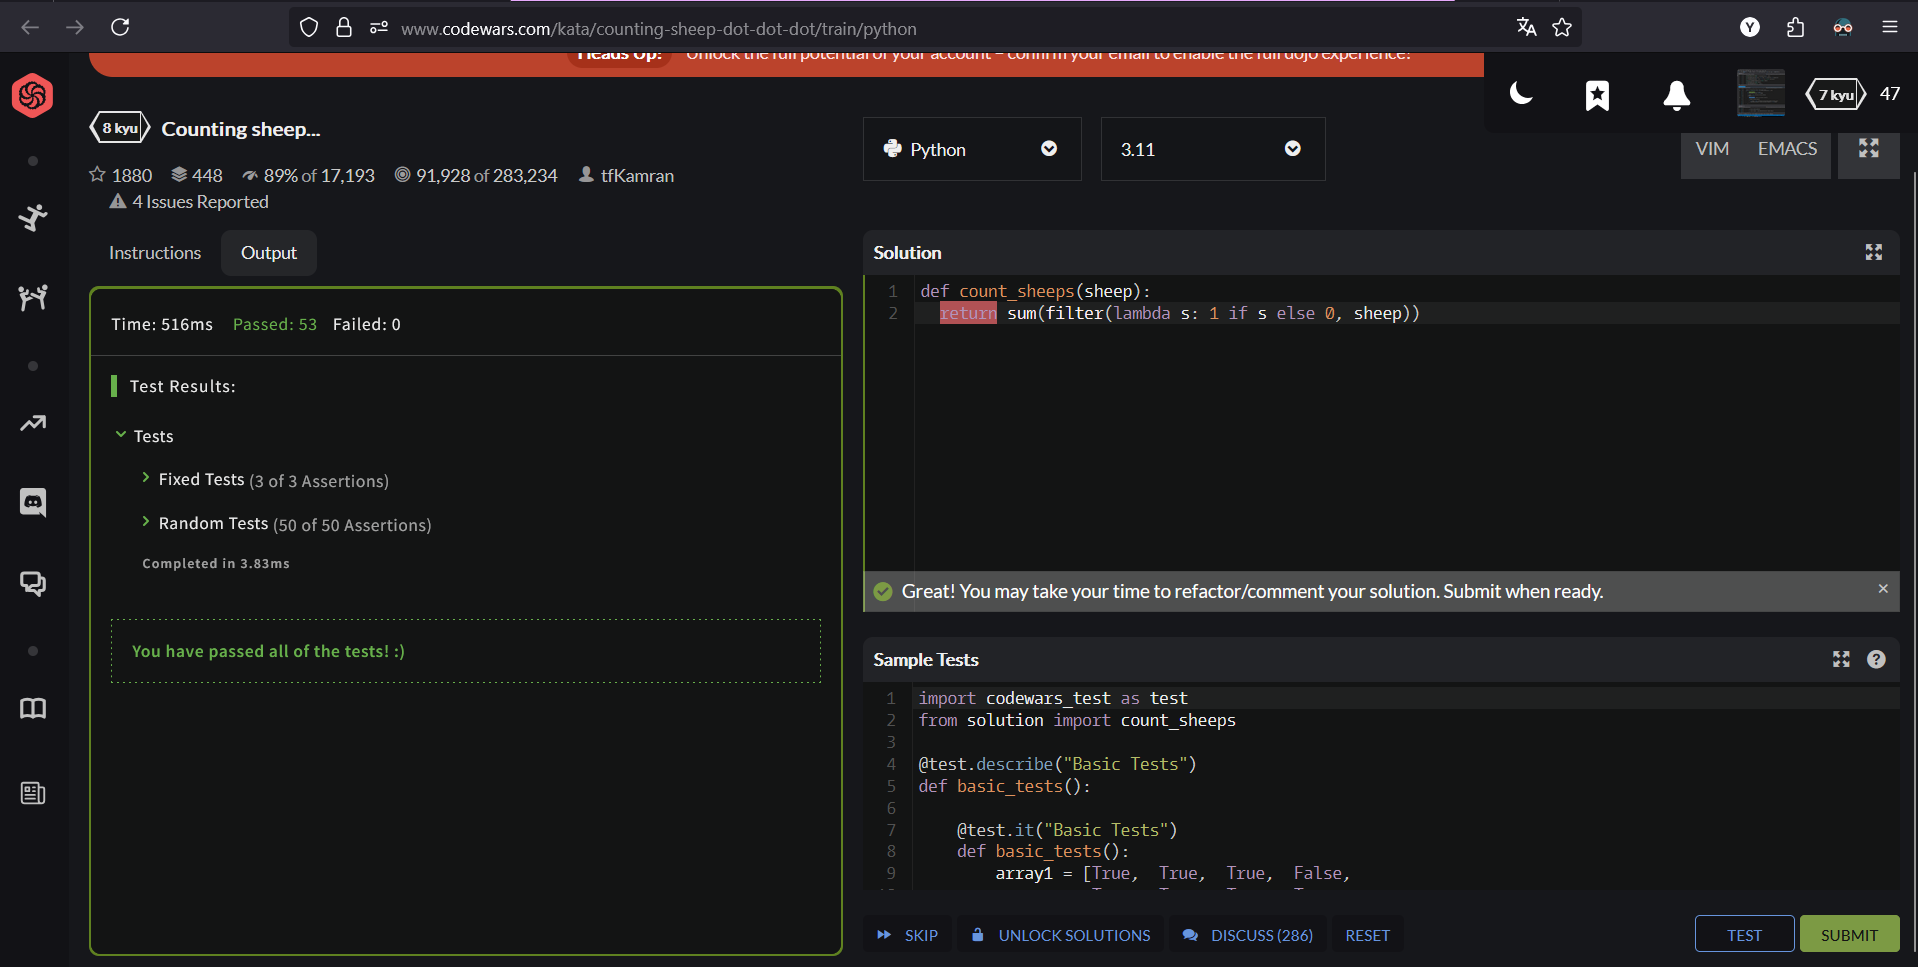 www.codewars.com/kata/counting-sheep-dot-dot-dot/train/python
Y
Heads Up! Unlock the full potential of your account – confirm your email to enable the full dojo experience!
7 kyu 47
8 kyu Counting sheep...
1880 448 89% of 17,193 91,928 of 283,234 tfKamran
4 Issues Reported
Python
3.11
VIM EMACS
Instructions Output
Time: 516ms Passed: 53 Failed: 0
Test Results:
Tests
Fixed Tests (3 of 3 Assertions)
Random Tests (50 of 50 Assertions)
Completed in 3.83ms
You have passed all of the tests! :)
Solution
1 def count_sheeps(sheep):
2 return sum(filter(lambda s: 1 if s else 0, sheep))
Great! You may take your time to refactor/comment your solution. Submit when ready.
Sample Tests
1 import codewars_test as test
2 from solution import count_sheeps
3
4 @test.describe("Basic Tests")
5 def basic_tests():
6
7 @test.it("Basic Tests")
8 def basic_tests():
9 array1 = [True, True, True, False,
SKIP UNLOCK SOLUTIONS DISCUSS (286) RESET
TEST SUBMIT